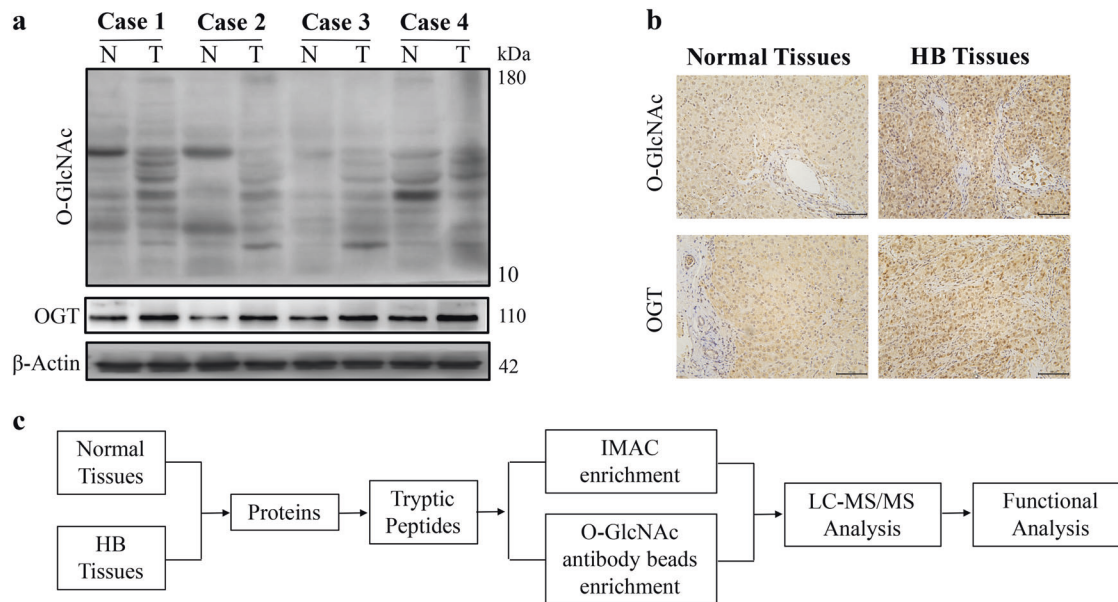 a
Case 1 Case 2 Case 3 Case 4
N T N T N T N T kDa
O-GlcNAc
180
10
OGT
110
β-Actin
42
b
Normal Tissues HB Tissues
O-GlcNAc
OGT
c
Normal
Tissues
HB
Tissues
Proteins
Tryptic
Peptides
IMAC
enrichment
O-GlcNAc
antibody beads
enrichment
LC-MS/MS
Analysis
Functional
Analysis